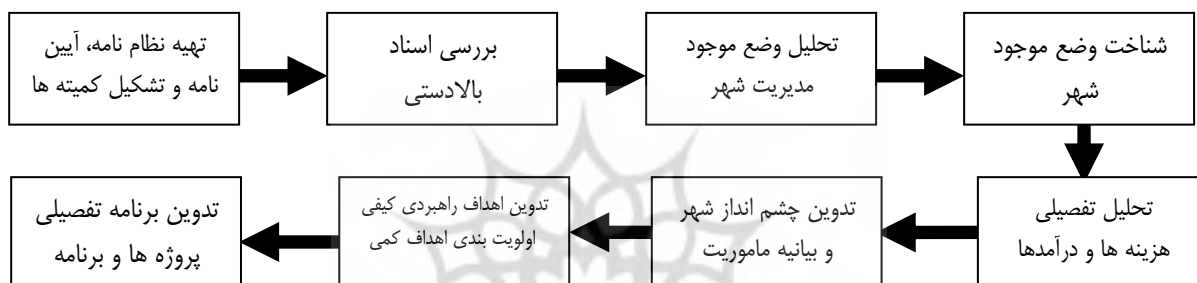 تهیه نظام نامه، آیین
نامه و تشکیل کمیته ها
بررسی اسناد
بالادستی
تحلیل وضع موجود
مدیریت شهر
شناخت وضع موجود
شهر
تحلیل تفصیلی
هزینه ها و درآمدها
تدوین چشم انداز شهر
و بیانیه ماموریت
تدوین اهداف راهبردی کیفی
اولویت بندی اهداف کمی
تدوین برنامه تفصیلی
پروژه ها و برنامه